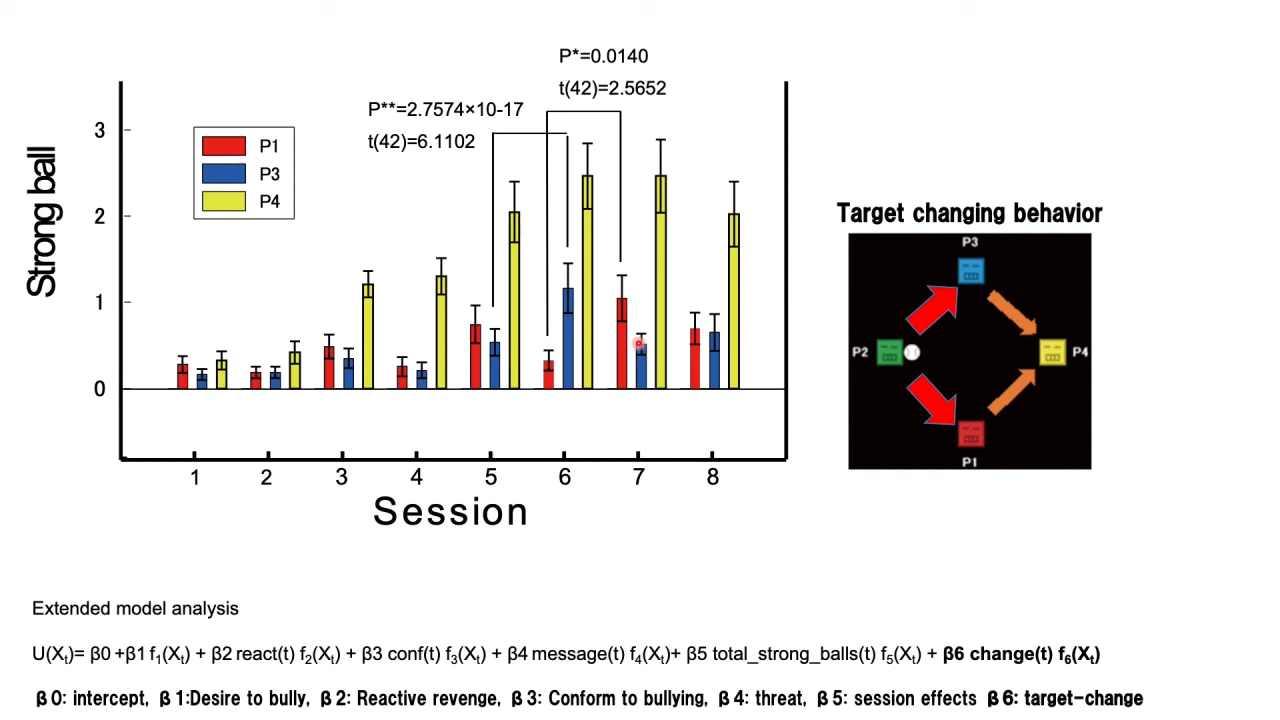 P*=0.0140
t(42)=2.5652
P**=2.7574×10-17
t(42)=6.1102
Strong ball
3
2
1
0
P1
P3
P4
1 2 3 4 5 6 7 8
Session
Target changing behavior
P3
P2
P4
P1
Extended model analysis
U(Xt)= β0 +β1 f1(Xt) + β2 react(t) f2(Xt) + β3 conf(t) f3(Xt) + β4 message(t) f4(Xt)+ β5 total_strong_balls(t) f5(Xt) + β6 change(t) f6(Xt)
β0: intercept, β1:Desire to bully, β2: Reactive revenge, β3: Conform to bullying, β4: threat, β5: session effects β6: target-change